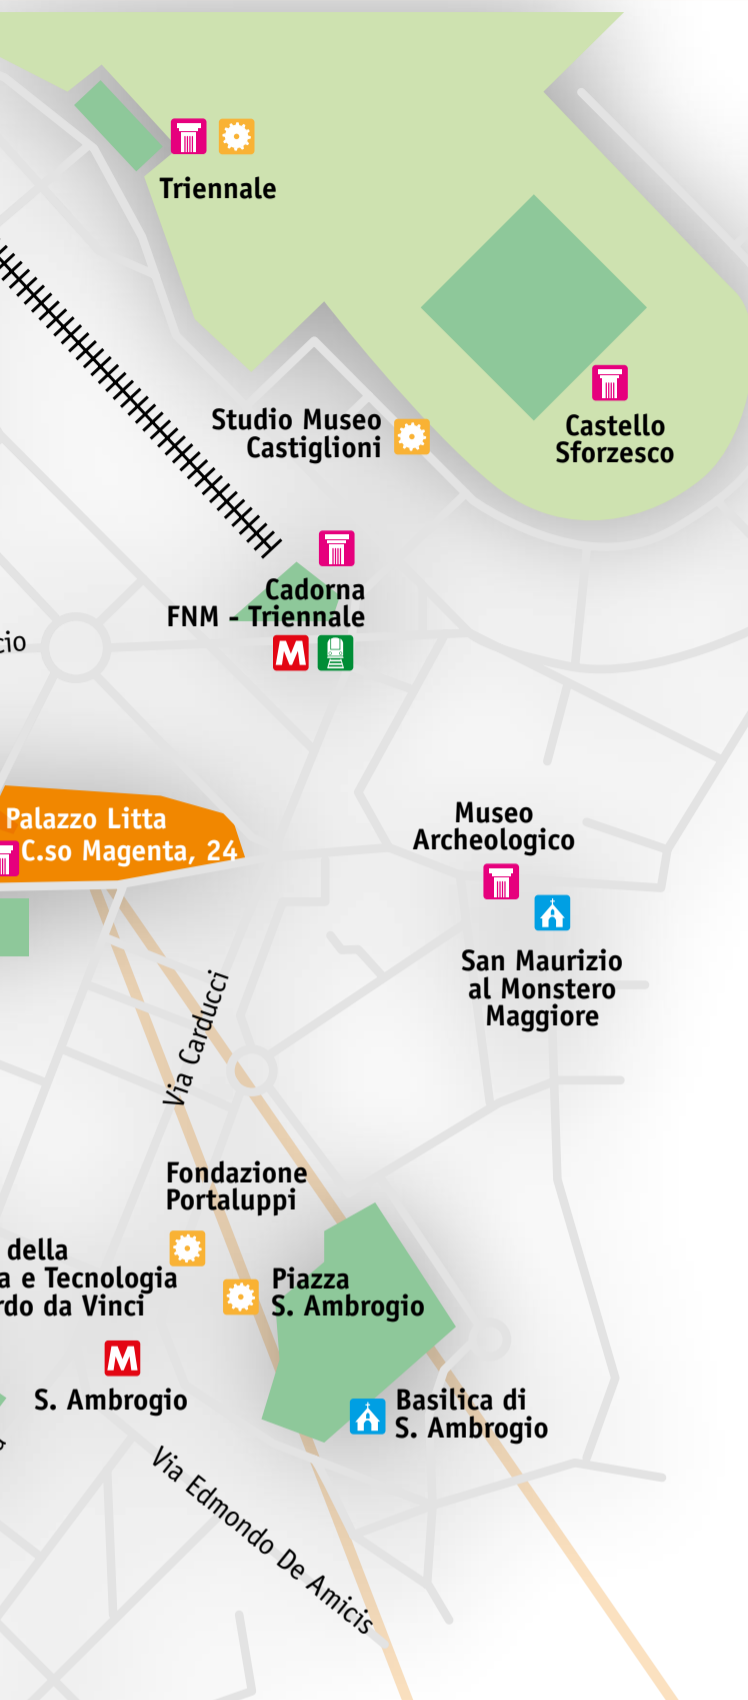 Triennale
Studio Museo
Castiglioni
Castello
Sforzesco
Cadorna
FNM - Triennale
M
cio
Palazzo Litta
C.so Magenta, 24
Museo
Archeologico
San Maurizio
al Monstero
Maggiore
Via Carducci
Fondazione
Portaluppi
della
a e Tecnologia
rdo da Vinci
Piazza
S. Ambrogio
M
S. Ambrogio
Basilica di
S. Ambrogio
Via Edmondo De Amicis